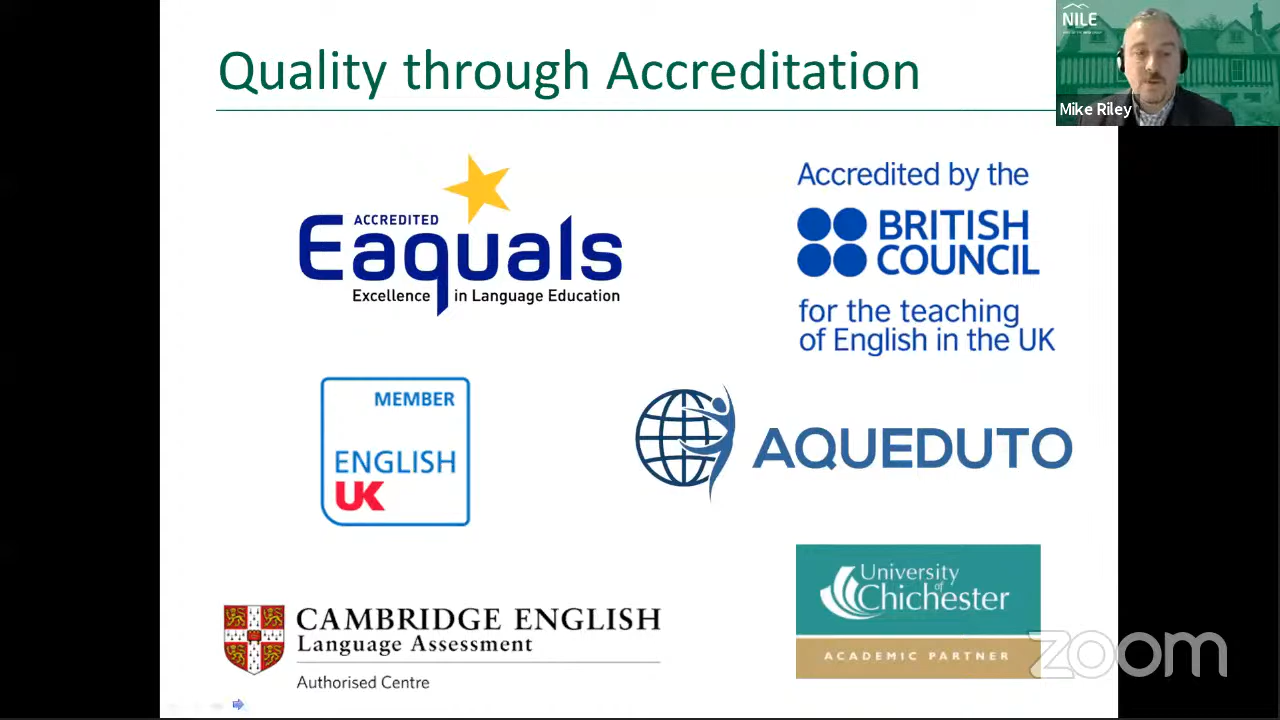 Quality through Accreditation
NILE
Mike Riley
ACCREDITED
Eaquals
Excellence in Language Education
Accredited by the
BRITISH
COUNCIL
for the teaching
of English in the UK
MEMBER
ENGLISH
UK
AQUEDUTO
CAMBRIDGE ENGLISH
Language Assessment
Authorised Centre
University
of
Chichester
ACADEMIC PARTNER
zoom